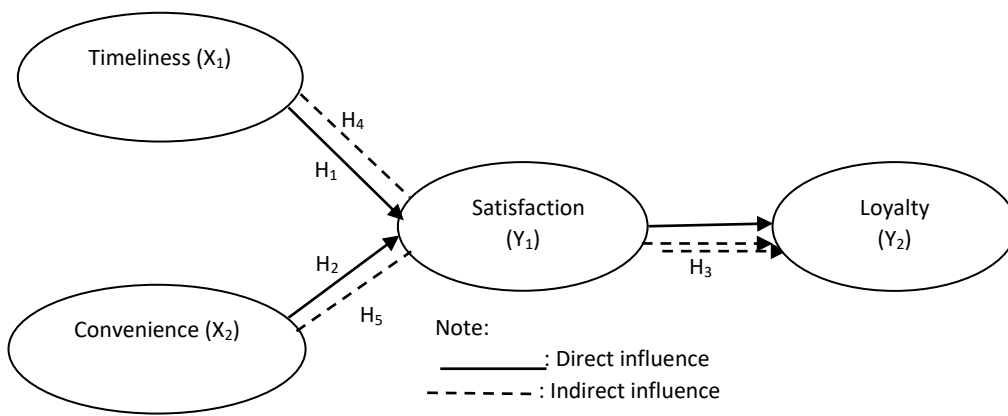 Timeliness (X₁)
H₄
H₁
Satisfaction
(Y₁)
Loyalty
(Y₂)
H₂
H₃
H₅
Convenience (X₂)
Note:
: Direct influence
: Indirect influence